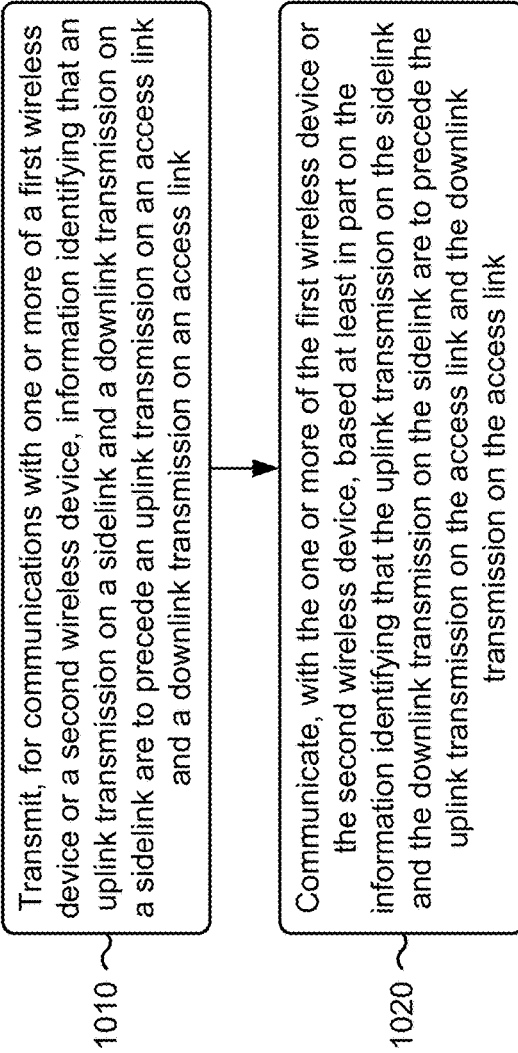 1010
Transmit, for communications with one or more of a first wireless
device or a second wireless device, information identifying that an
uplink transmission on a sidelink and a downlink transmission on
a sidelink are to precede an uplink transmission on an access link
and a downlink transmission on an access link
1020
Communicate, with the one or more of the first wireless device or
the second wireless device, based at least in part on the
information identifying that the uplink transmission on the sidelink
and the downlink transmission on the sidelink are to precede the
uplink transmission on the access link and the downlink
transmission on the access link